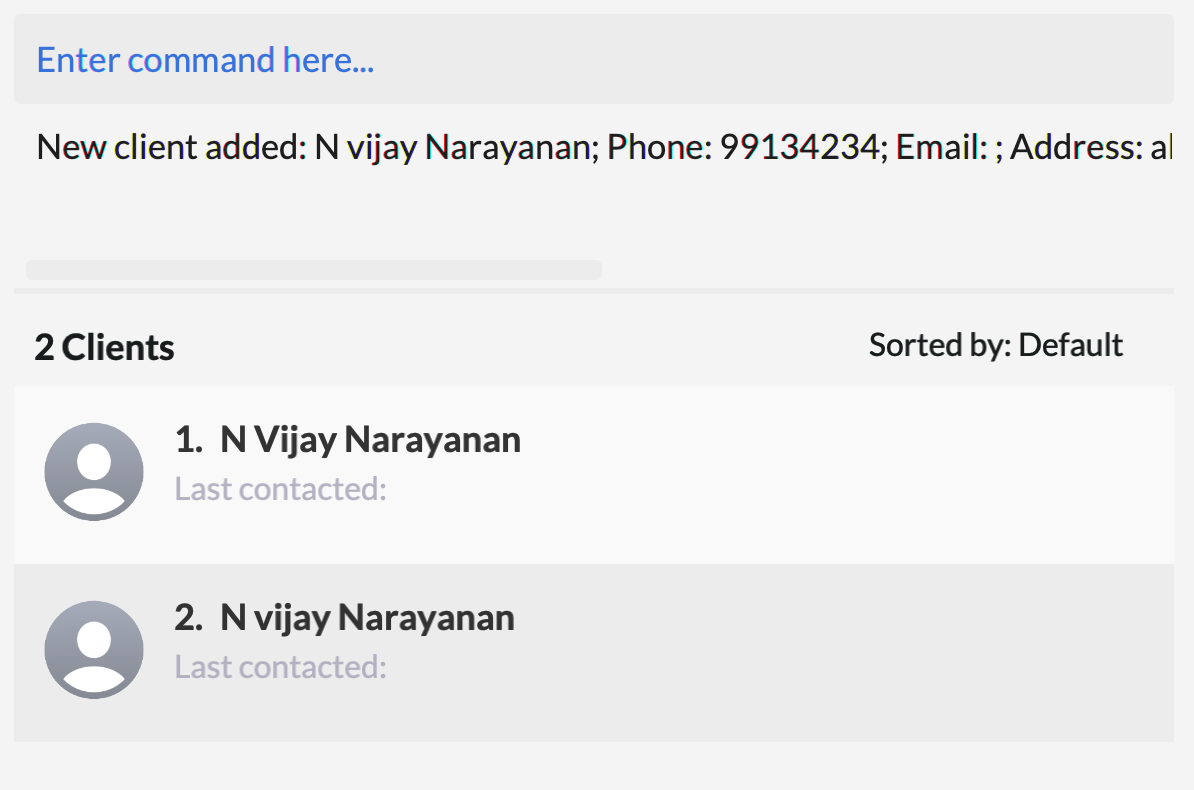 Enter command here...
New client added: N vijay Narayanan; Phone: 99134234; Email: ; Address:
2 Clients
Sorted by: Default
1. N Vijay Narayanan
Last contacted:
2. N vijay Narayanan
Last contacted: